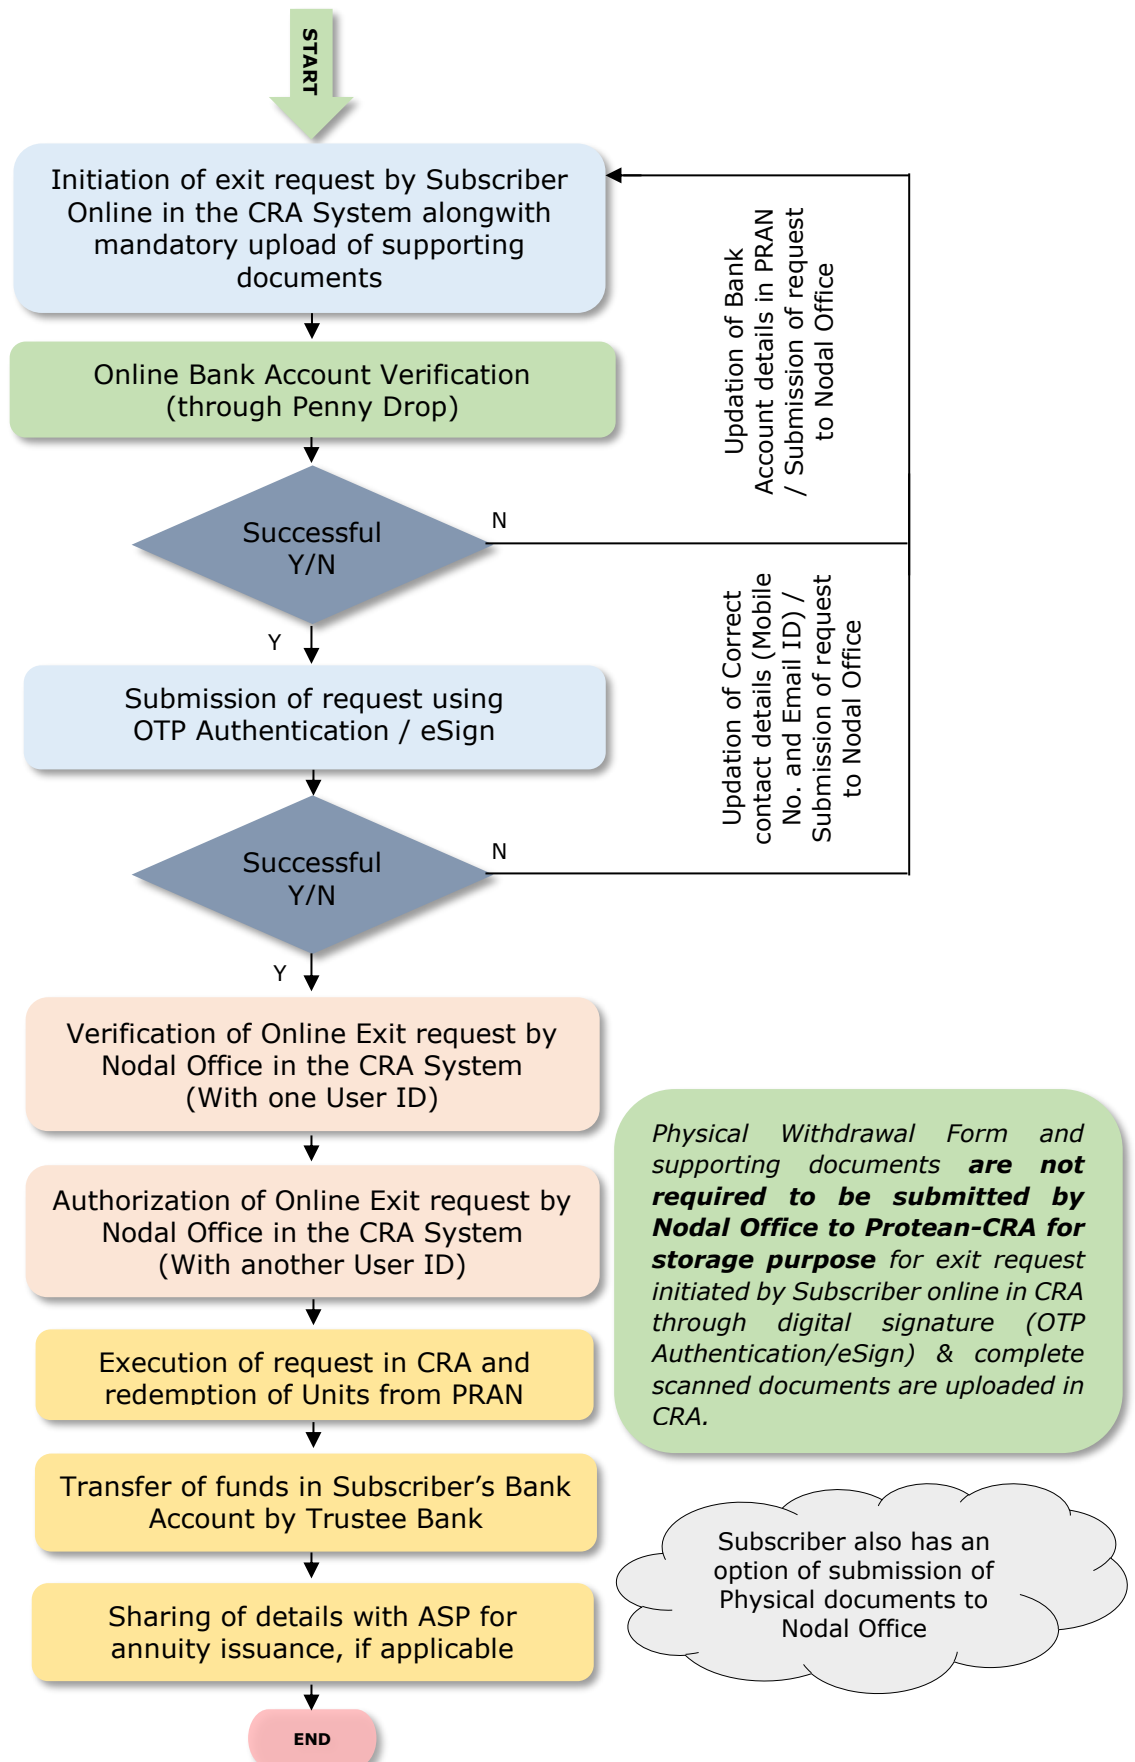 START
Initiation of exit request by Subscriber
Online in the CRA System alongwith
mandatory upload of supporting
documents
Updation of Bank
Account details in PRAN
/ Submission of request
to Nodal Office
Online Bank Account Verification
(through Penny Drop)
Successful
Y/N
N
Y
Updation of Correct
contact details (Mobile
No. and Email ID) /
Submission of request
to Nodal Office
Submission of request using
OTP Authentication / eSign
Successful
Y/N
N
Y
Verification of Online Exit request by
Nodal Office in the CRA System
(With one User ID)
Authorization of Online Exit request by
Nodal Office in the CRA System
(With another User ID)
Physical Withdrawal Form and
supporting documents are not
required to be submitted by
Nodal Office to Protean-CRA for
storage purpose for exit request
initiated by Subscriber online in CRA
through digital signature (OTP
Authentication/eSign) & complete
scanned documents are uploaded in
CRA.
Execution of request in CRA and
redemption of Units from PRAN
Transfer of funds in Subscriber’s Bank
Account by Trustee Bank
Subscriber also has an
option of submission of
Physical documents to
Nodal Office
Sharing of details with ASP for
annuity issuance, if applicable
END